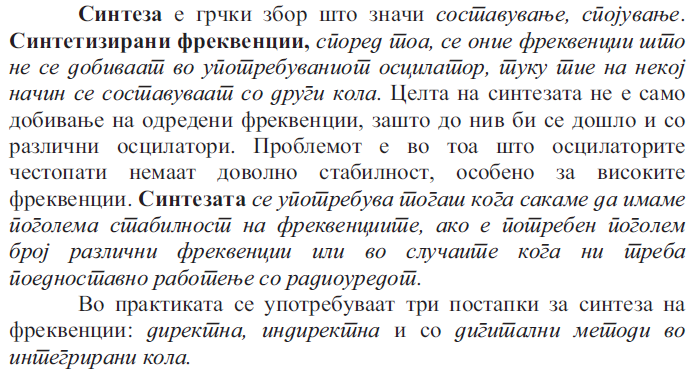 Синтеза е грчки збор што значи составување, спојување.
Синтетизирани фреквенции, според тоа, се оние фреквенции што
не се добиваат во употребуваниот осцилатор, туку тие на некој
начин се составуваат со други кола. Целта на синтезата не е само
добивање на одредени фреквенции, зашто до нив би се дошло и со
различни осцилатори. Проблемот е во тоа што осцилаторите
честопати немаат доволно стабилност, особено за високите
фреквенции. Синтезата се употребува тогаш кога сакаме да имаме
поголема стабилност на фреквенциите, ако е потребен поголем
број различни фреквенции или во случаите кога ни треба
поедноставно работење со радиоуредот.
Во практиката се употребуваат три постапки за синтеза на
фреквенции: директна, индиректна и со дигитални методи во
интегрирани кола.